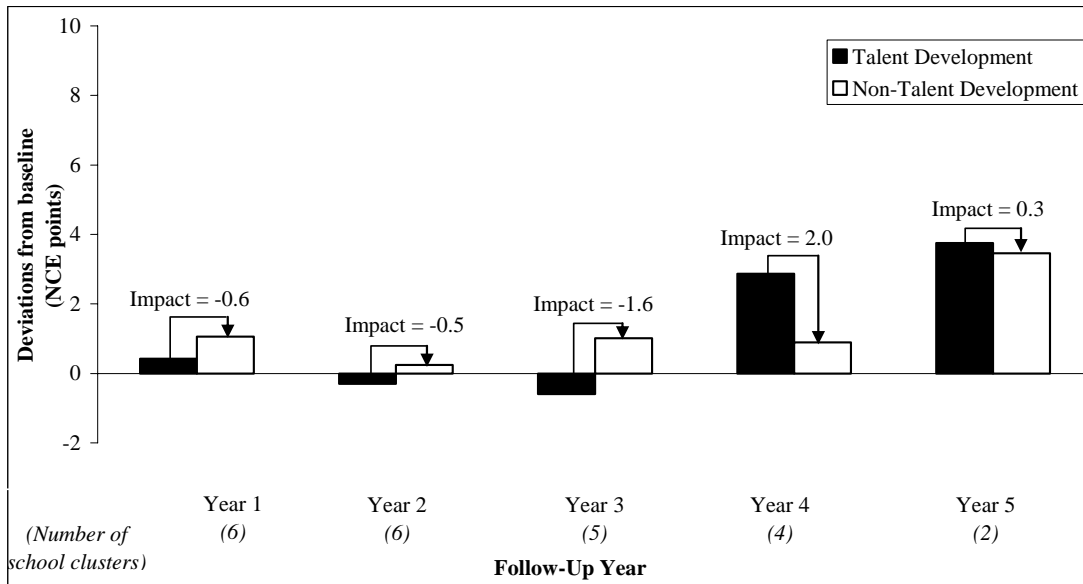 10
8
6
4
2
0
-2
Deviations from baseline
(NCE points)
Talent Development
Non-Talent Development
Impact = -0.6
Impact = -0.5
Impact = -1.6
Impact = 2.0
Impact = 0.3
Year 1
Year 2
Year 3
Year 4
Year 5
(Number of
school clusters)
(6)
(6)
(5)
(4)
(2)
Follow-Up Year